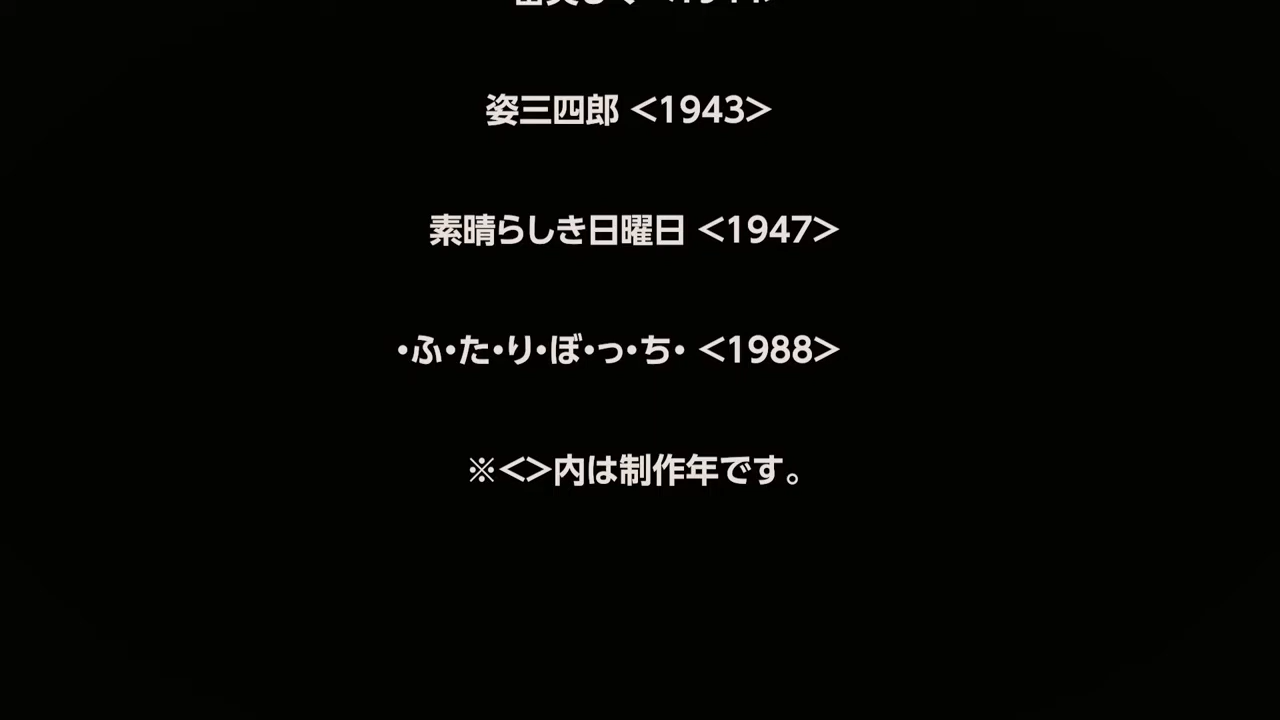 姿三四郎 <1943>
素晴らしき日曜日 <1947>
・ふ・た・り・ぼ・っ・ち・ <1988>
※<>内は制作年です。